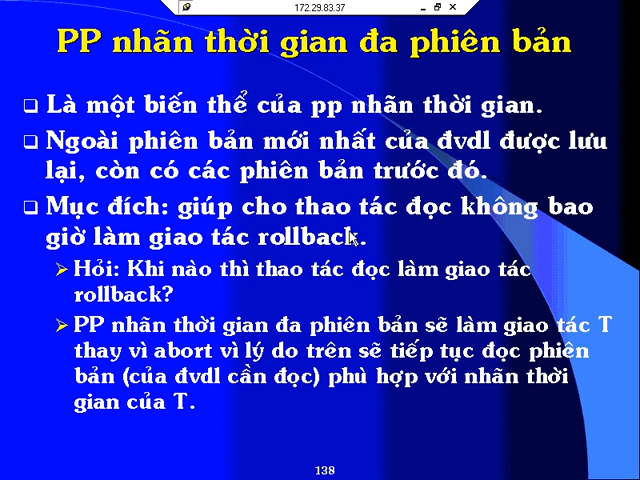 172.29.83.37
PP nhãn thời gian đa phiên bản
Là một biến thể của pp nhãn thời gian.
Ngoài phiên bản mới nhất của đvdl được lưu
lại, còn có các phiên bản trước đó.
Mục đích: giúp cho thao tác đọc không bao
giờ làm giao tác rollback.
Hỏi: Khi nào thì thao tác đọc làm giao tác
rollback?
PP nhãn thời gian đa phiên bản sẽ làm giao tác T
thay vì abort vì lý do trên sẽ tiếp tục đọc phiên
bản (của đvdl cần đọc) phù hợp với nhãn thời
gian của T.
138